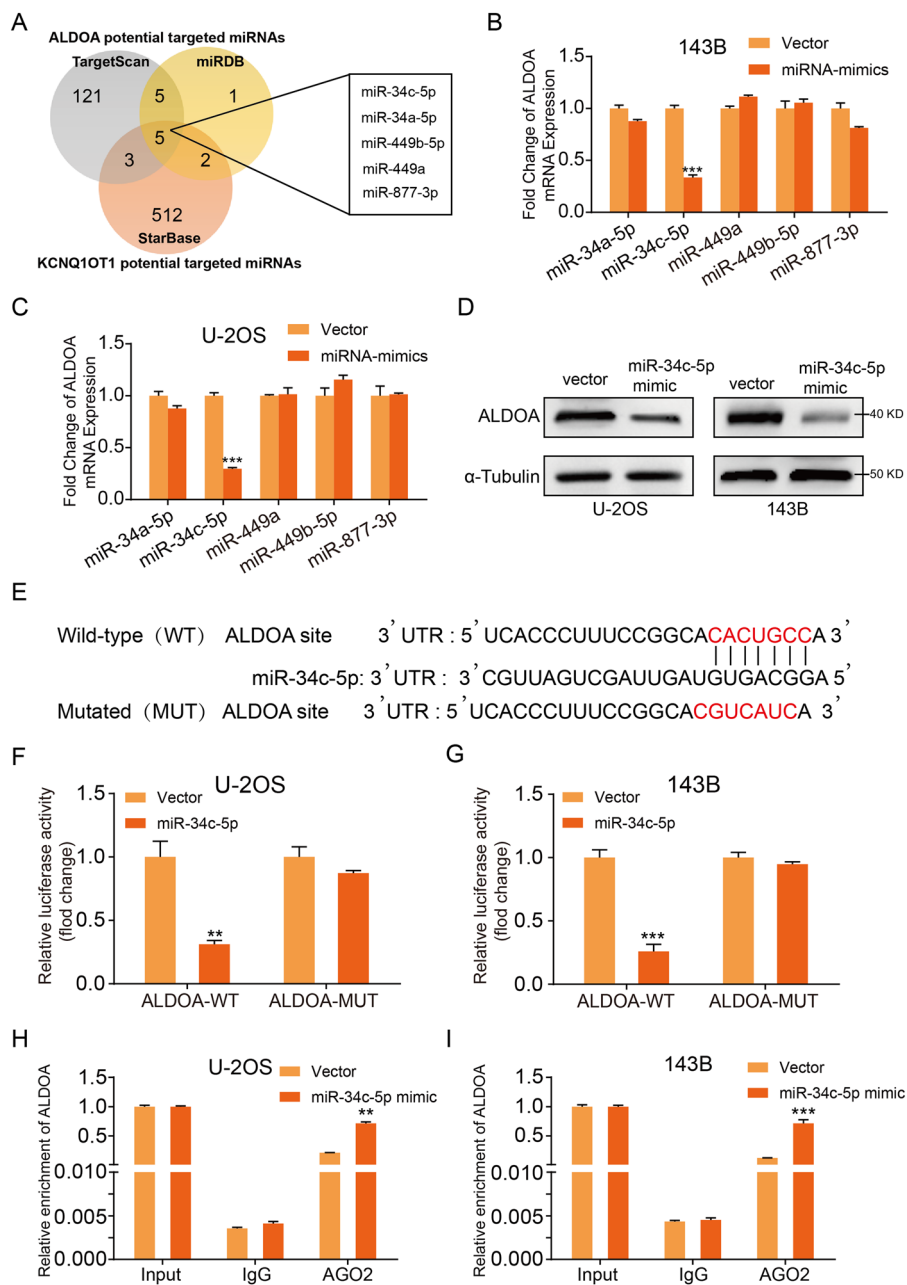 A
ALDOA potential targeted miRNAs
TargetScan
miRDB
121
5
1
5
3
2
512
StarBase
KCNQ1OT1 potential targeted miRNAs
miR-34c-5p
miR-34a-5p
miR-449b-5p
miR-449a
miR-877-3p
B
143B
Vector
miRNA-mimics
Fold Change of ALDOA
mRNA Expression
1.5
1.0
0.5
0.0
***
miR-34a-5p
miR-34c-5p
miR-449a
miR-449b-5p
miR-877-3p
C
U-2OS
Vector
miRNA-mimics
Fold Change of ALDOA
mRNA Expression
1.5
1.0
0.5
0.0
***
miR-34a-5p
miR-34c-5p
miR-449a
miR-449b-5p
miR-877-3p
D
vector
miR-34c-5p
mimic
vector
miR-34c-5p
mimic
ALDOA
40 KD
α-Tubulin
50 KD
U-2OS
143B
E
Wild-type（WT） ALDOA site 3’UTR : 5’UCACCCUUUCCGGCACACUGCCA 3’
miR-34c-5p: 3’UTR : 3’CGUUAGUCGAUUGAUGUGACGGA 5’
Mutated（MUT） ALDOA site 3’UTR : 5’UCACCCUUUCCGGCACGUCAUCA 3’
F
U-2OS
Vector
miR-34c-5p
Relative luciferase activity
(flod change)
1.5
1.0
0.5
0.0
**
ALDOA-WT
ALDOA-MUT
G
143B
Vector
miR-34c-5p
Relative luciferase activity
(flod change)
1.5
1.0
0.5
0.0
***
ALDOA-WT
ALDOA-MUT
H
U-2OS
Vector
miR-34c-5p mimic
Relative enrichment of ALDOA
1.5
1.0
0.5
0.010
0.005
0.000
**
Input
IgG
AGO2
I
143B
Vector
miR-34c-5p mimic
Relative enrichment of ALDOA
1.5
1.0
0.5
0.010
0.005
0.000
***
Input
IgG
AGO2